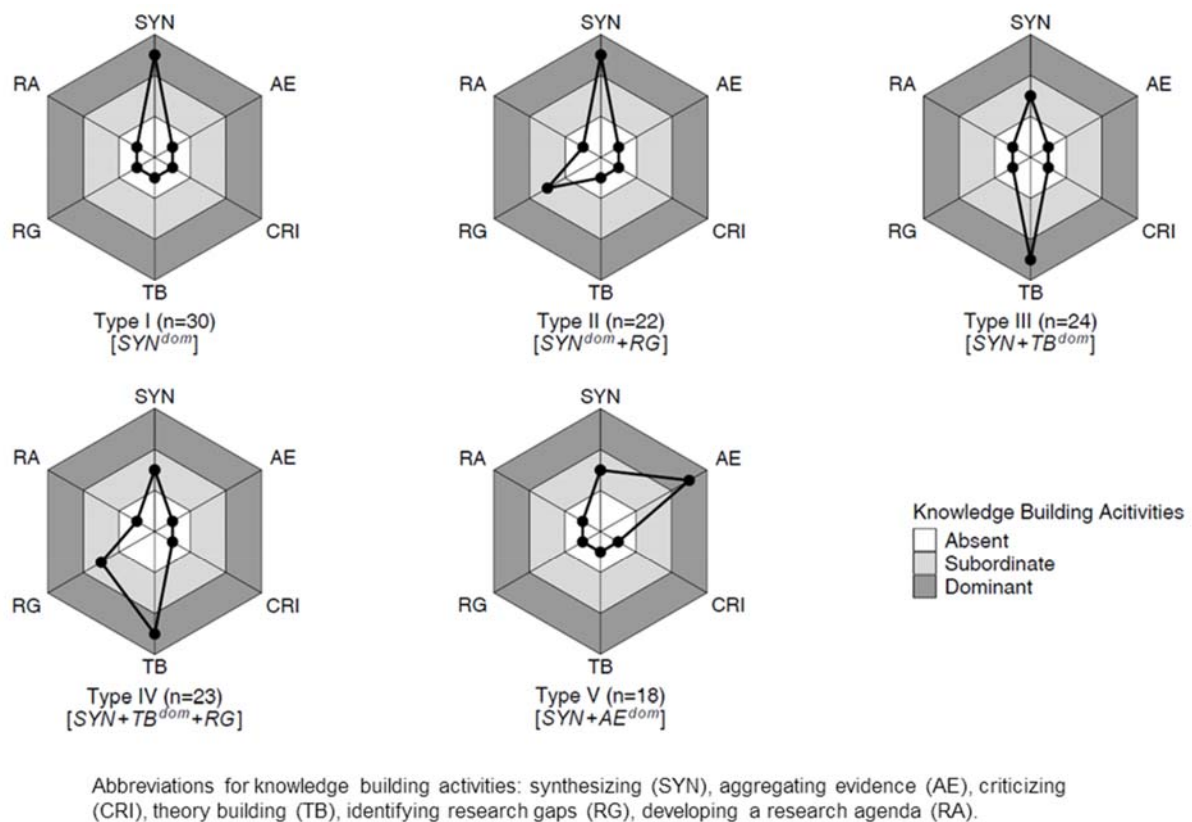 SYN
RA AE
RG CRI
TB
Type I (n=30)
[SYN^dom]
SYN
RA AE
RG CRI
TB
Type II (n=22)
[SYN^dom+RG]
SYN
RA AE
RG CRI
TB
Type III (n=24)
[SYN+TB^dom]
SYN
RA AE
RG CRI
TB
Type IV (n=23)
[SYN+TB^dom+RG]
SYN
RA AE
RG CRI
TB
Type V (n=18)
[SYN+AE^dom]
Knowledge Building Acitivities
Absent
Subordinate
Dominant
Abbreviations for knowledge building activities: synthesizing (SYN), aggregating evidence (AE), criticizing
(CRI), theory building (TB), identifying research gaps (RG), developing a research agenda (RA).